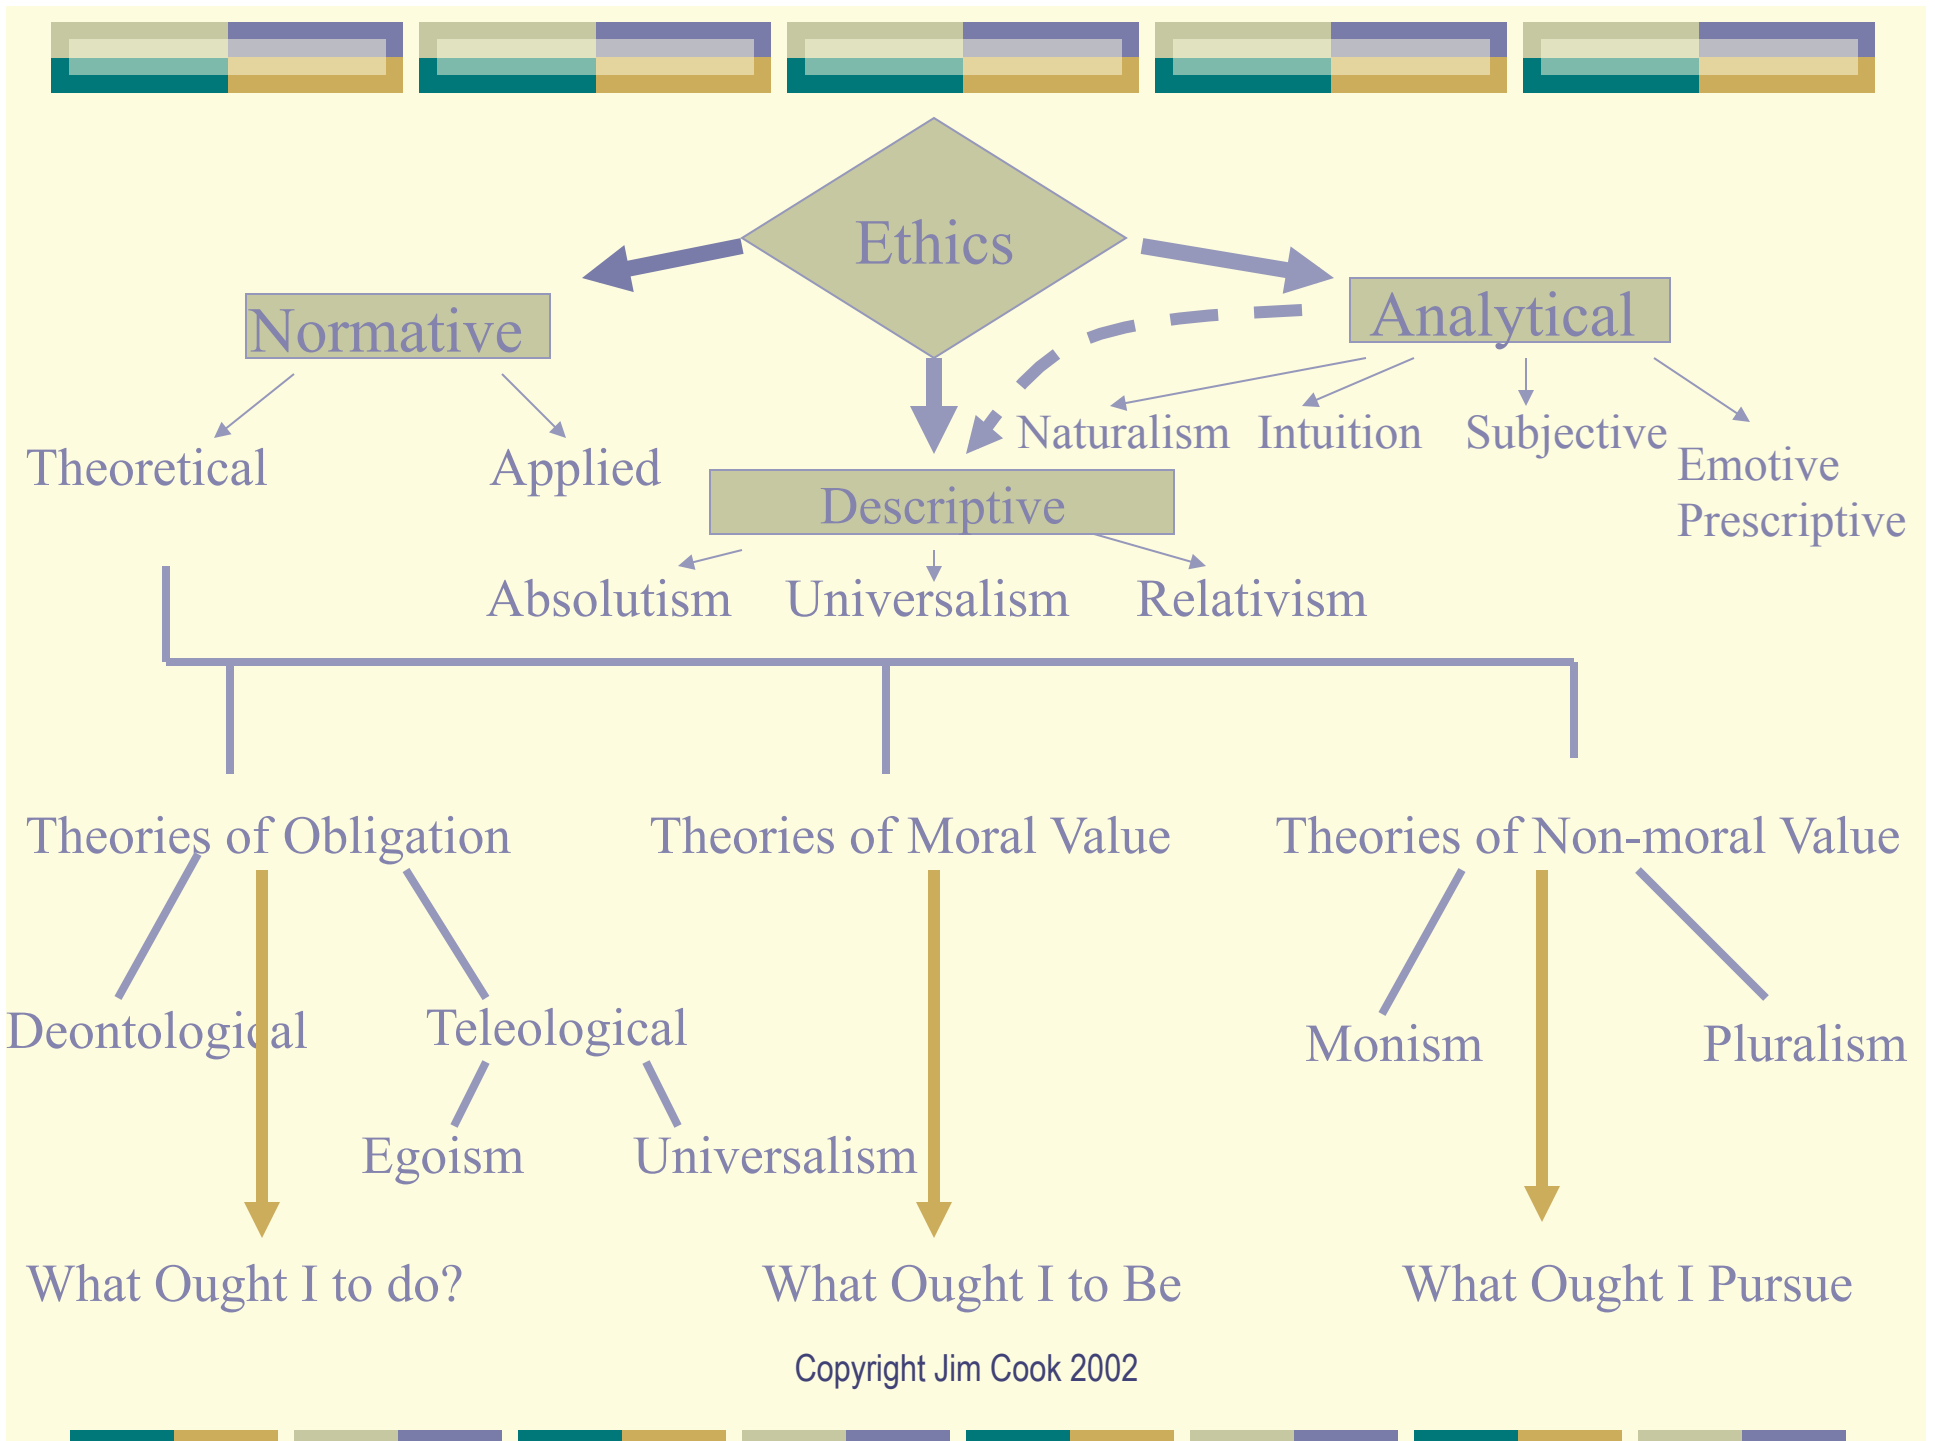 Ethics
Normative
Analytical
Naturalism
Intuition
Subjective
Emotive
Prescriptive
Theoretical
Applied
Descriptive
Absolutism
Universalism
Relativism
Theories of Obligation
Theories of Moral Value
Theories of Non-moral Value
Deontological
Teleological
Monism
Pluralism
Egoism
Universalism
What Ought I to do?
What Ought I to Be
What Ought I Pursue
Copyright Jim Cook 2002